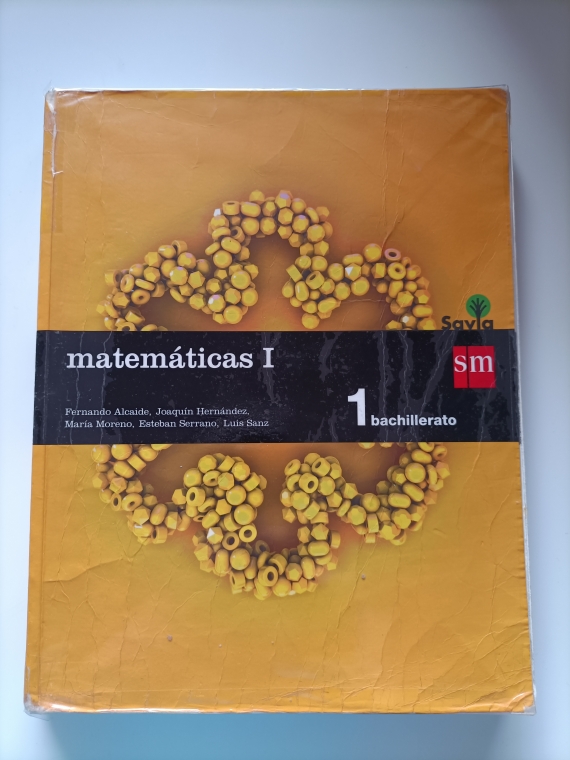 Savia
matemáticas I
sm
Fernando Alcaide, Joaquín Hernández,
María Moreno, Esteban Serrano, Luis Sanz
1 bachillerato